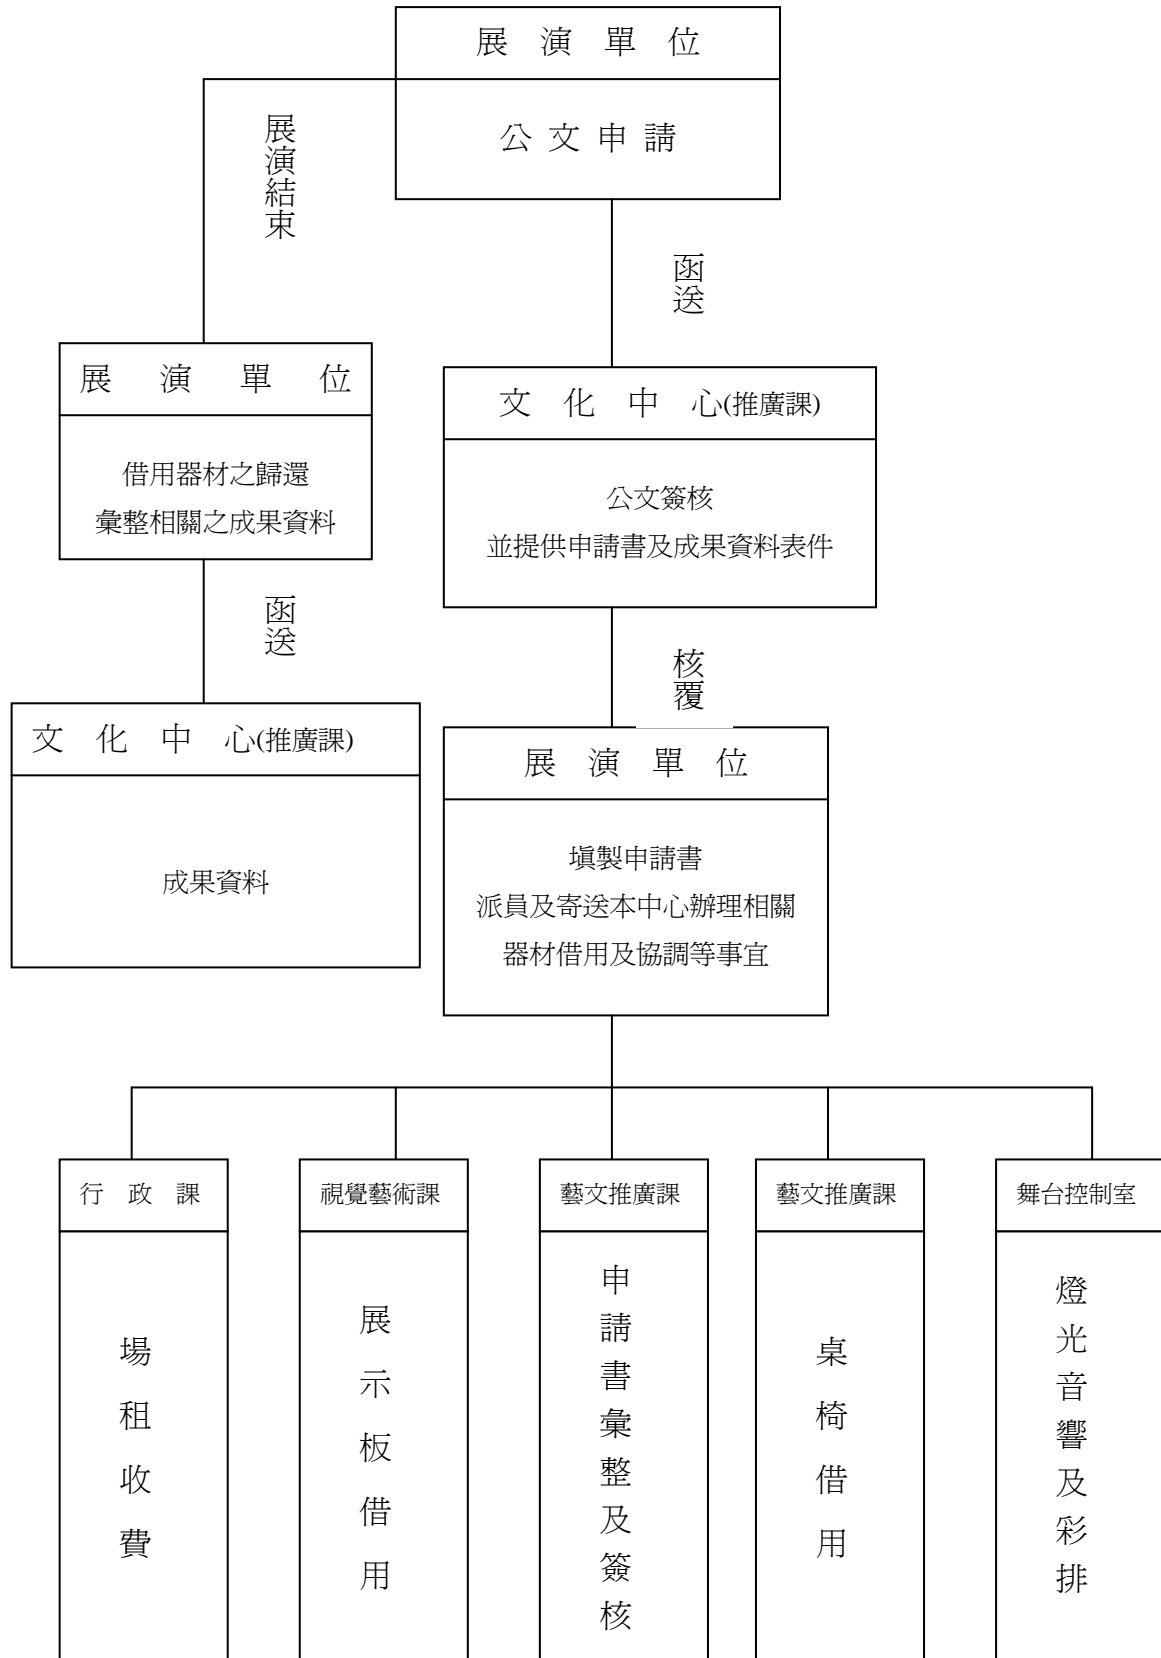 展演單位
公文申請
展演結束
函送
展演單位
借用器材之歸還
彙整相關之成果資料
文化中心(推廣課)
公文簽核
並提供申請書及成果資料表件
函送
核覆
文化中心(推廣課)
成果資料
展演單位
填製申請書
派員及寄送本中心辦理相關
器材借用及協調等事宜
行政課
場租收費
視覺藝術課
展示板借用
藝文推廣課
申請書彙整及簽核
藝文推廣課
桌椅借用
舞台控制室
燈光音響及彩排